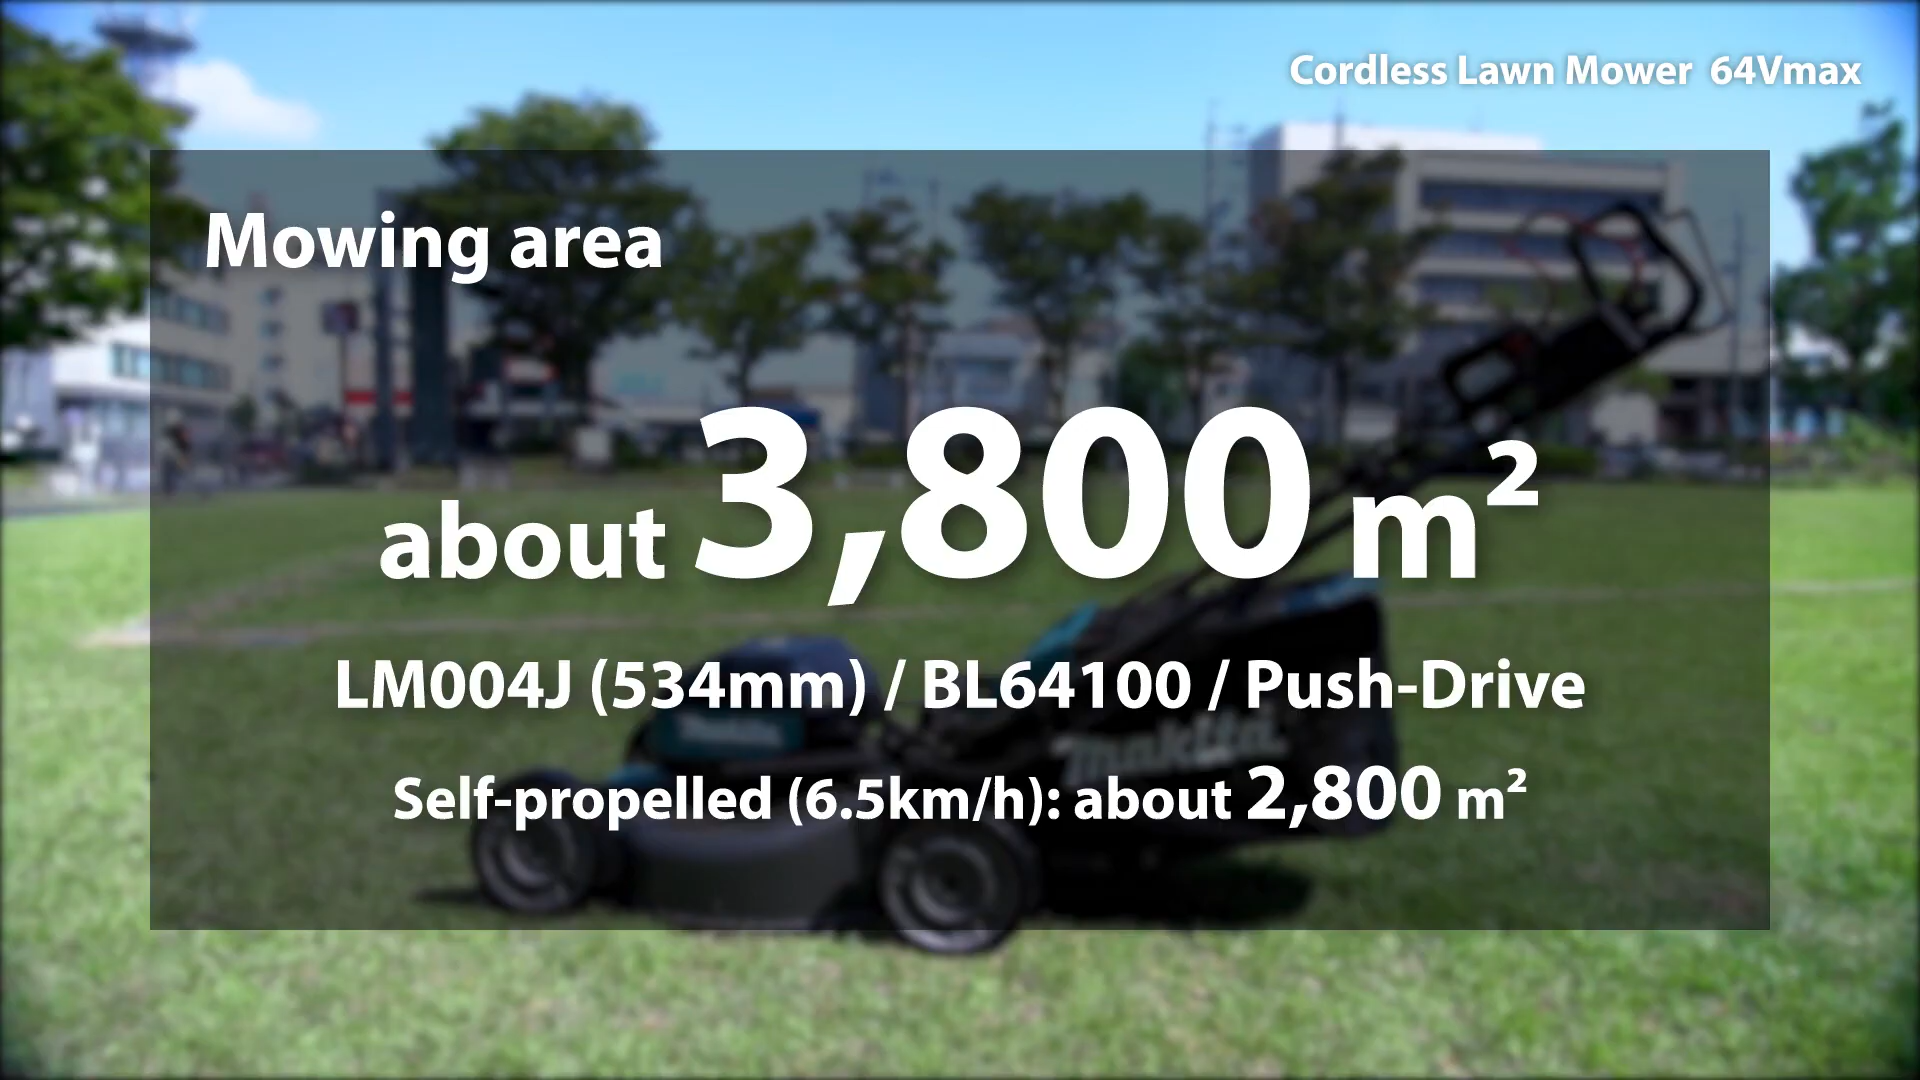 Cordless Lawn Mower 64Vmax
Mowing area
about 3,800 m²
LM004J (534mm) / BL64100 / Push-Drive
makita
Self-propelled (6.5km/h): about 2,800 m²